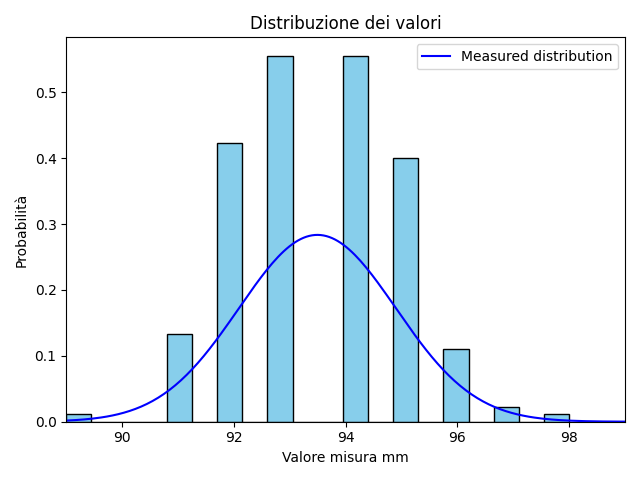 Distribuzione dei valori
Measured distribution
Probabilità
0.5
0.4
0.3
0.2
0.1
0.0
90 92 94 96 98
Valore misura mm